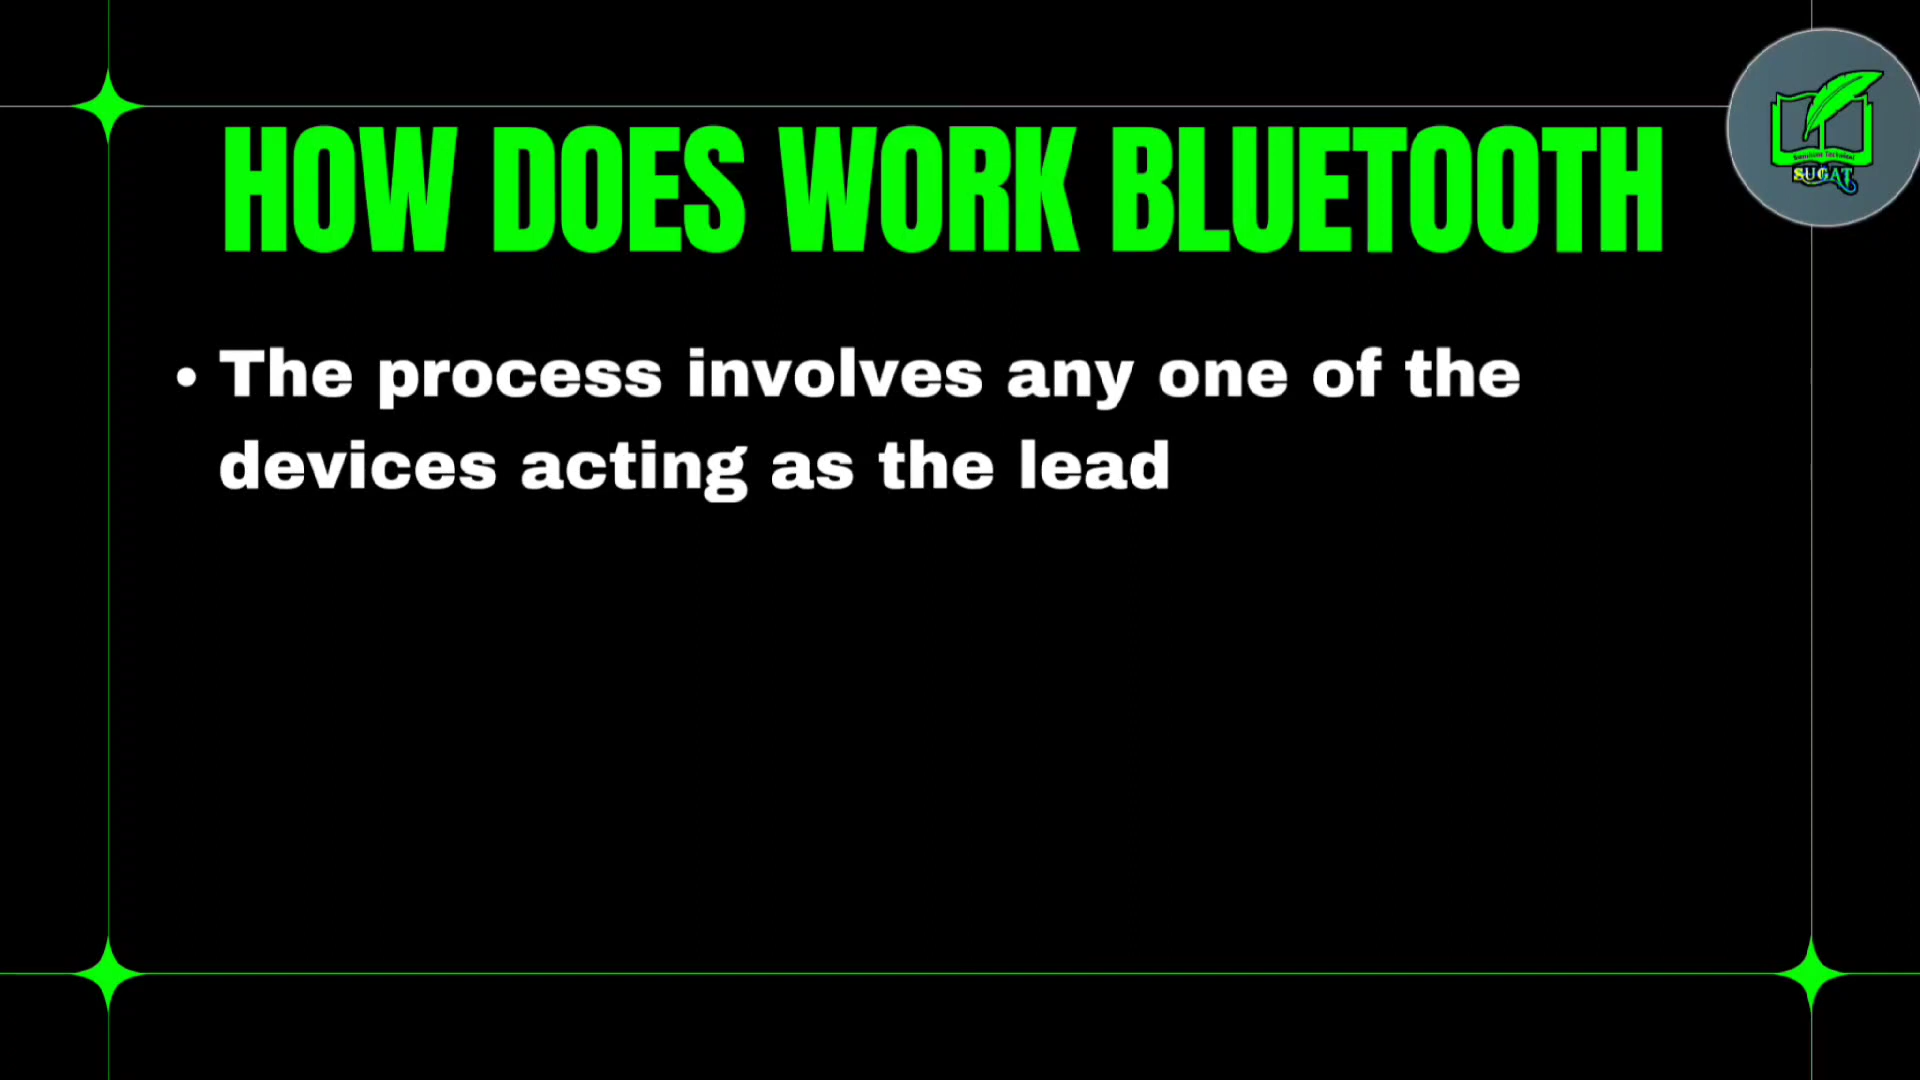 HOW DOES WORK BLUETOOTH
• The process involves any one of the
devices acting as the lead
SUGAT